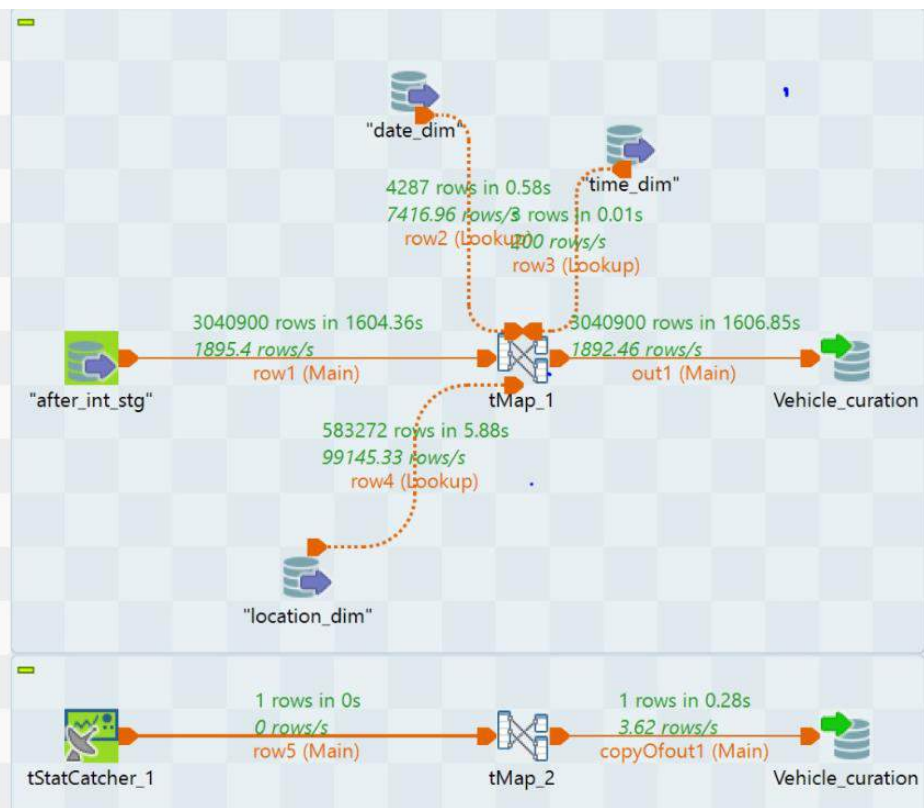 "date_dim"
"time_dim"
4287 rows in 0.58s
7416.96 rows/s
row2 (Lookup)
3 rows in 0.01s
200 rows/s
row3 (Lookup)
3040900 rows in 1604.36s
1895.4 rows/s
row1 (Main)
3040900 rows in 1606.85s
1892.46 rows/s
out1 (Main)
"after_int_stg"
tMap_1
Vehicle_curation
583272 rows in 5.88s
99145.33 rows/s
row4 (Lookup)
"location_dim"
1 rows in 0s
0 rows/s
row5 (Main)
1 rows in 0.28s
3.62 rows/s
copyOfout1 (Main)
tStatCatcher_1
tMap_2
Vehicle_curation